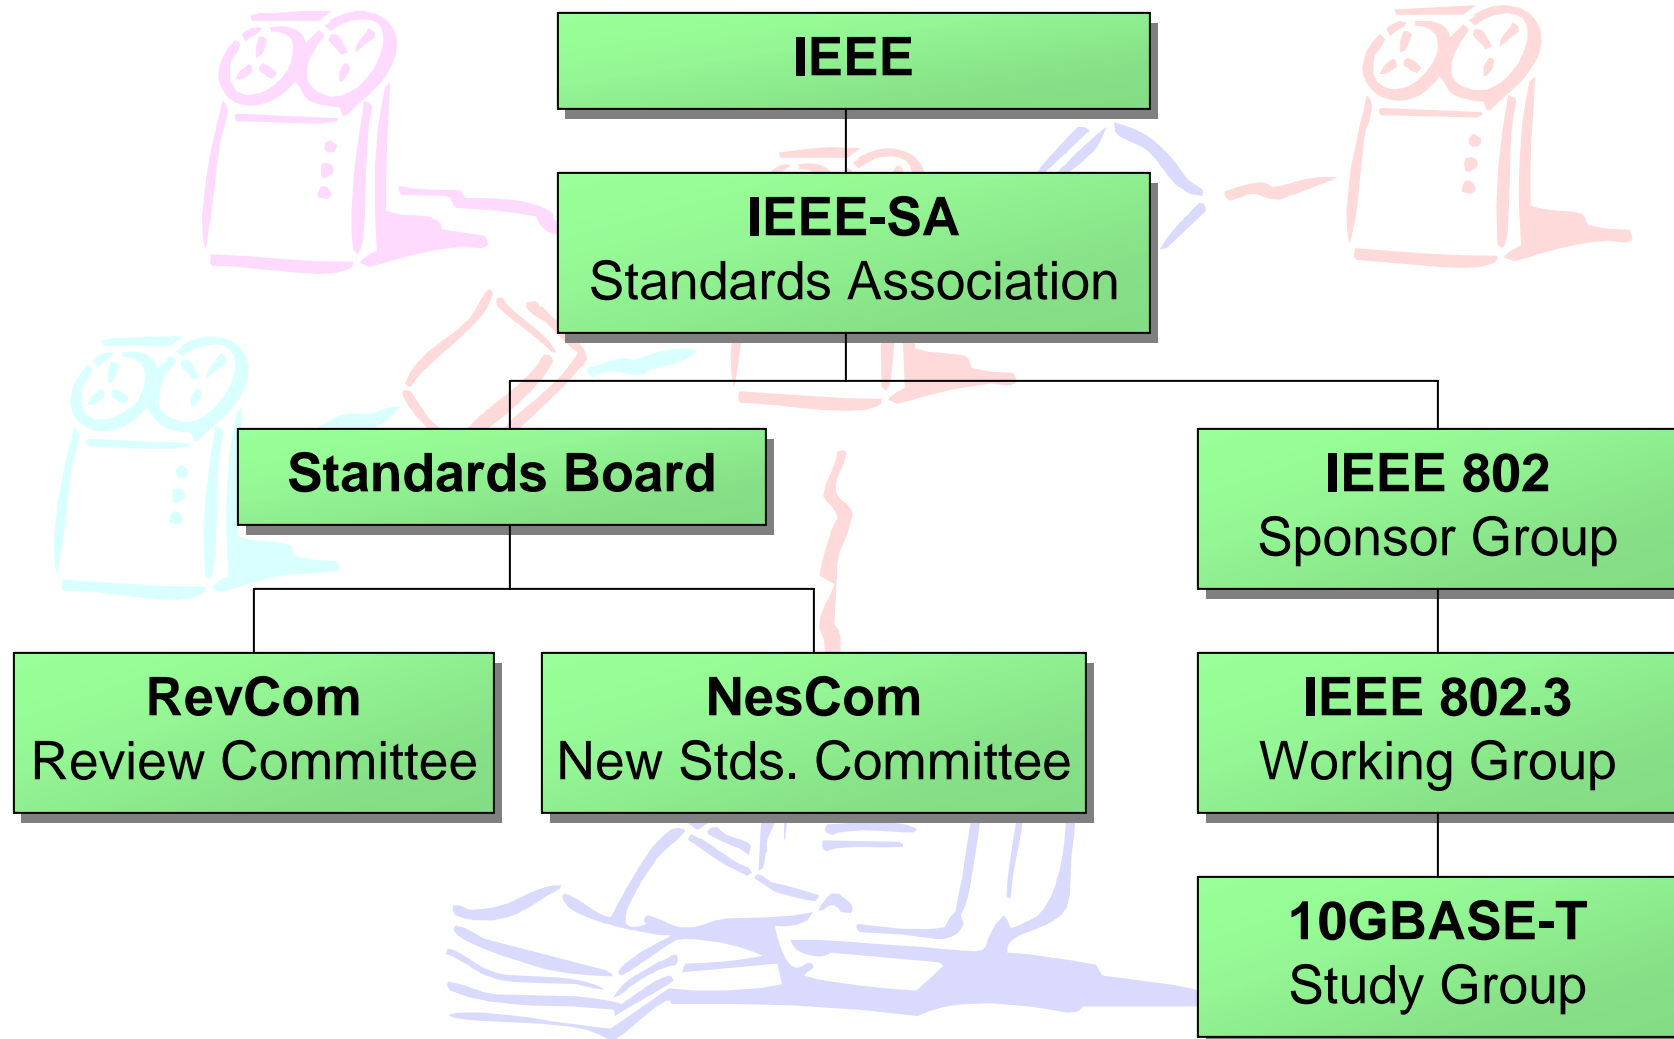 IEEE
IEEE-SA
Standards Association
Standards Board
IEEE 802
Sponsor Group
RevCom
Review Committee
NesCom
New Stds. Committee
IEEE 802.3
Working Group
10GBASE-T
Study Group